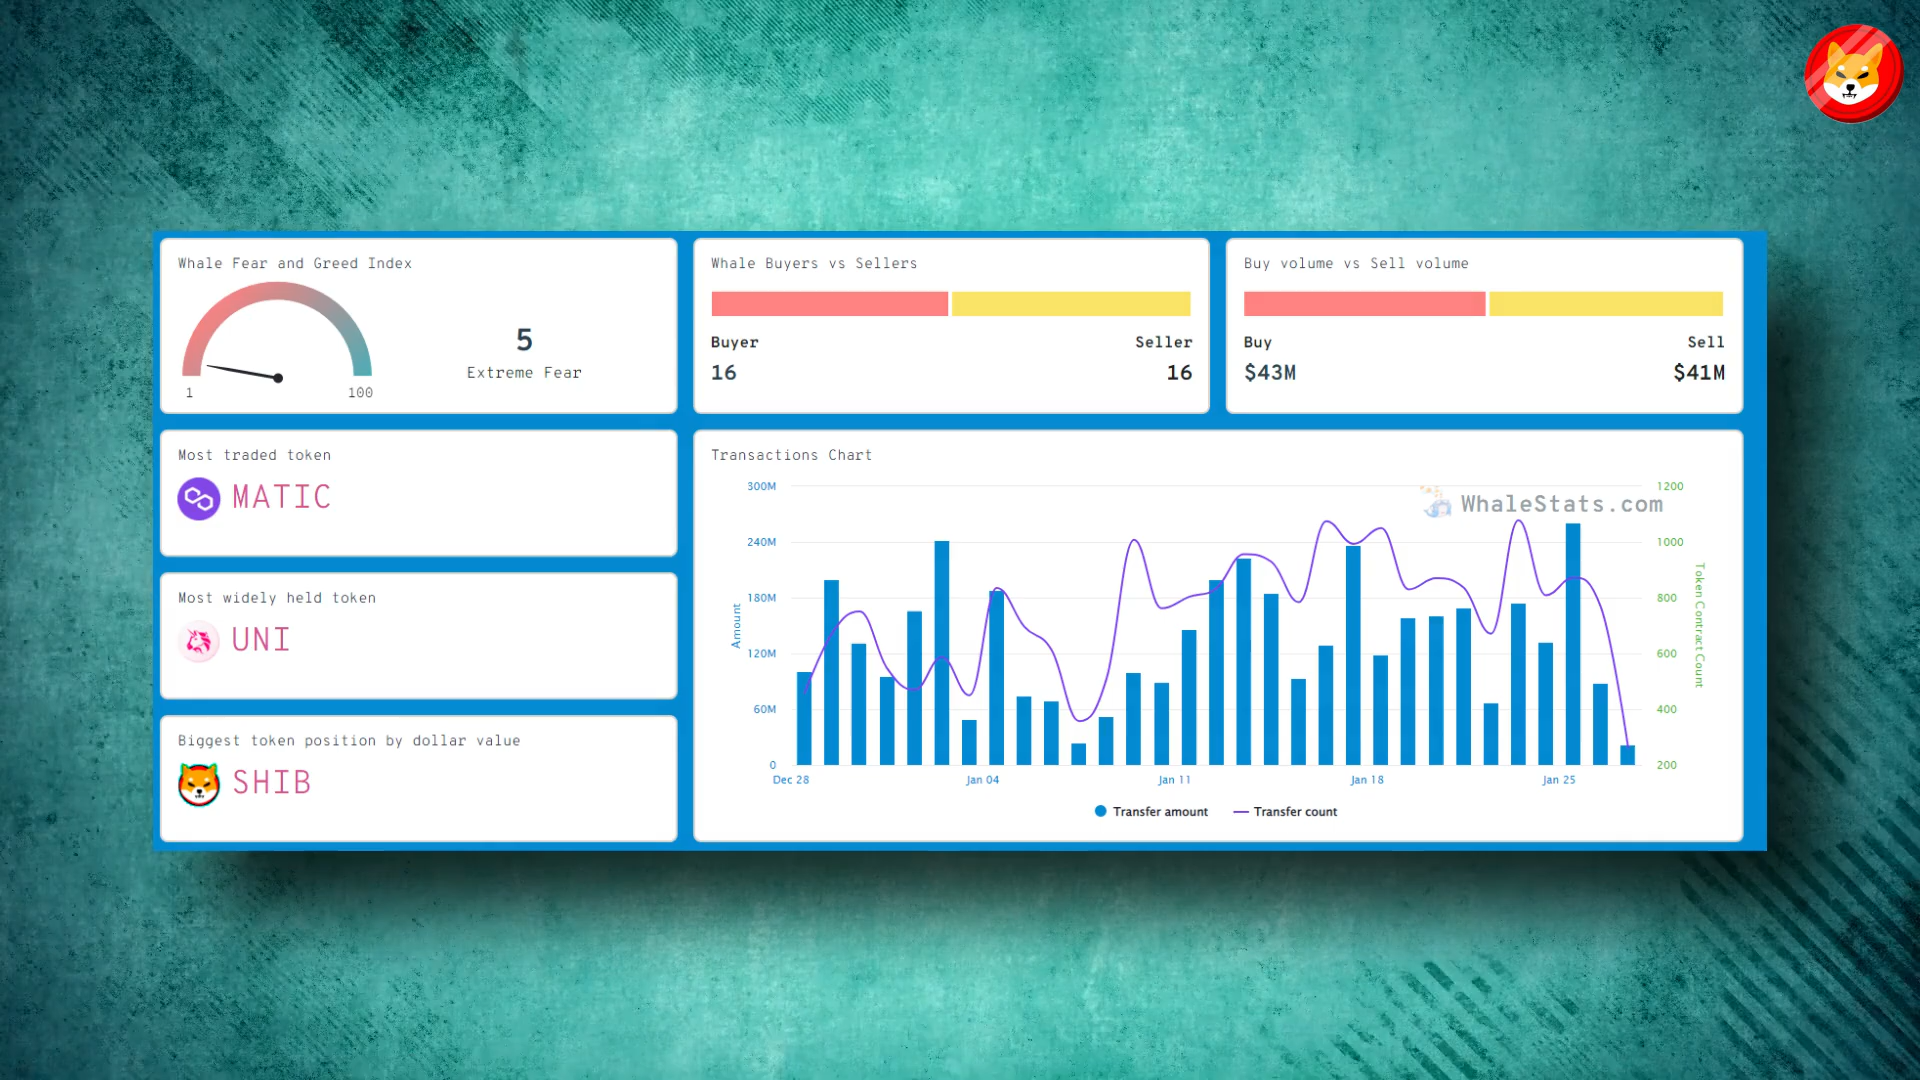 Whale Fear and Greed Index
5
Extreme Fear
1
100
Whale Buyers vs Sellers
Buyer
Seller
16
16
Buy volume vs Sell volume
Buy
Sell
$43M
$41M
Most traded token
MATIC
Most widely held token
UNI
Biggest token position by dollar value
SHIB
Transactions Chart
WhaleStats.com
300M
240M
180M
120M
60M
0
Amount
1200
1000
800
600
400
200
Token Contract Count
Dec 28
Jan 04
Jan 11
Jan 18
Jan 25
Transfer amount
Transfer count